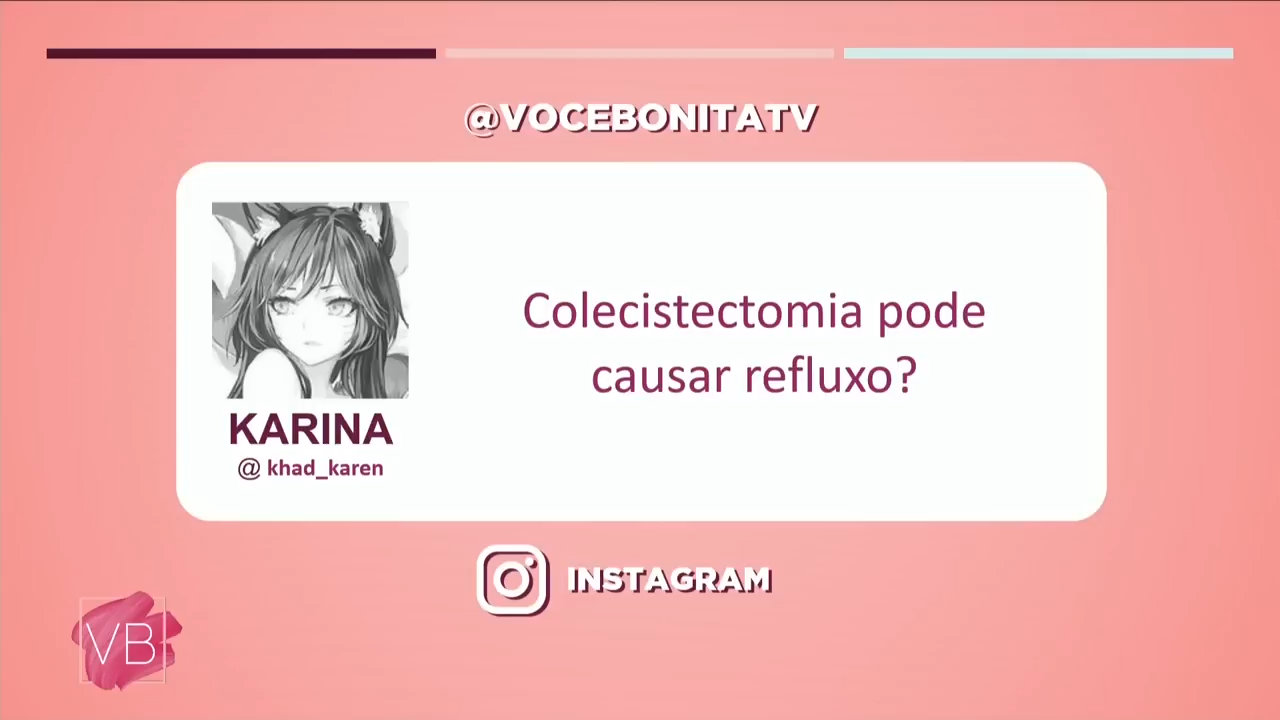 @VOCEBONITATV
Colecistectomia pode
causar refluxo?
KARINA
@ khad_karen
INSTAGRAM
VB